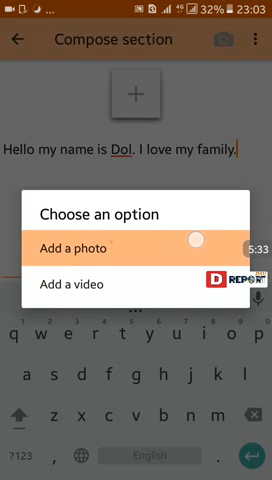 32% 23:03
Compose section
Hello my name is Dol. I love my family.
Choose an option
Add a photo
5:33
D REPORT
Add a video
q w e r t y u i o p
a s d f g h j k l
z x c v b n m
?123 , English .